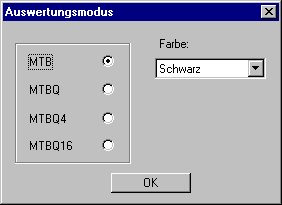 Auswertungsmodus
Farbe:
MTB
Schwarz
MTBQ
MTBQ4
MTBQ16
OK